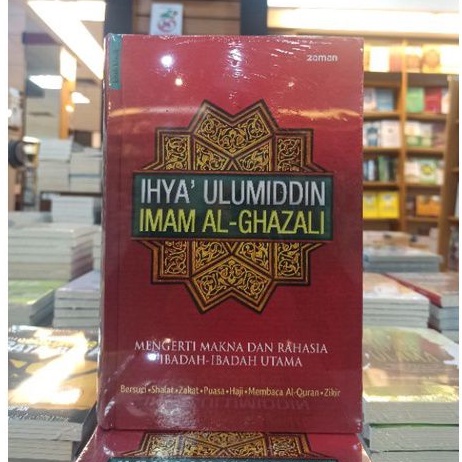 zaman
IHYA' ULUMIDDIN
IMAM AL-GHAZALI
MENGERTI MAKNA DAN RAHASIA
IBADAH-IBADAH UTAMA
Bersuci•Shalat•Zakat•Puasa•Haji•Membaca Al-Quran•Zikir